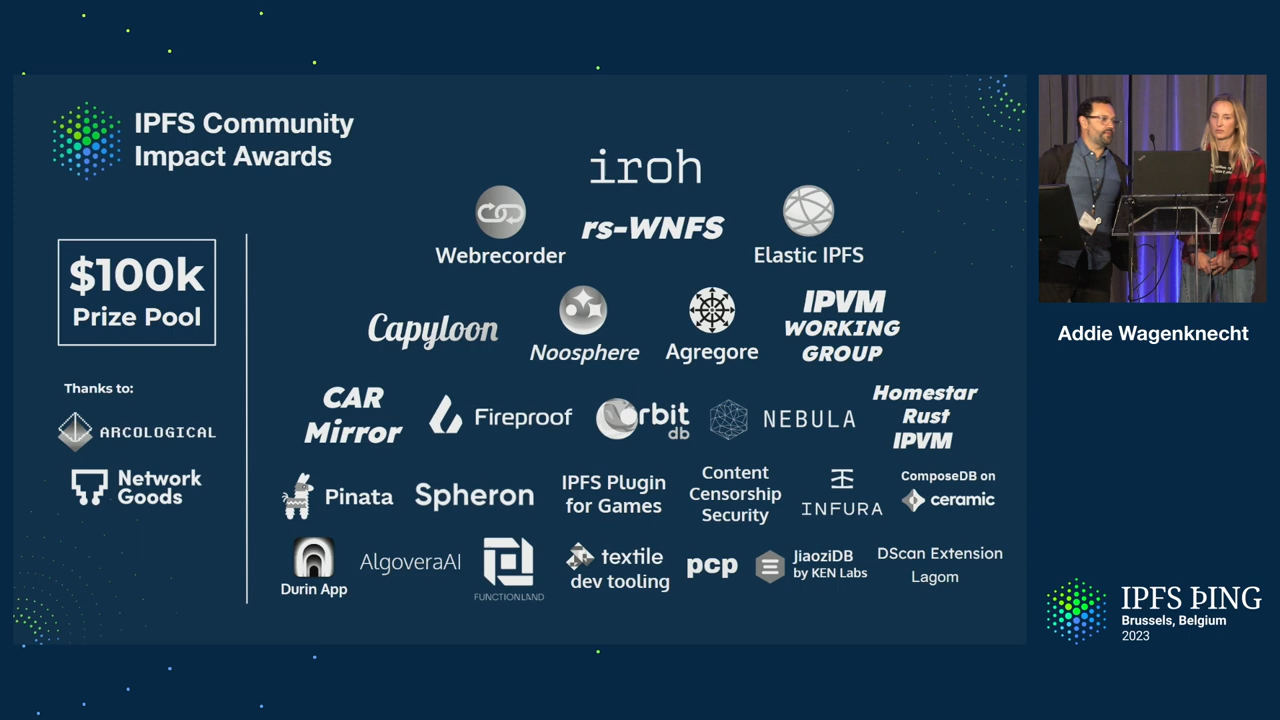 IPFS Community
Impact Awards
$100k
Prize Pool
Thanks to:
ARCOLOGICAL
Network
Goods
iroh
Webrecorder
rs-WNFS
Elastic IPFS
Capyloon
Noosphere
Agregore
IPVM
WORKING
GROUP
CAR
Mirror
Fireproof
Orbit
db
NEBULA
Homestar
Rust
IPVM
Pinata
Spheron
IPFS Plugin
for Games
Content
Censorship
Security
INFURA
ComposeDB on
ceramic
Durin App
AlgoveraAI
FUNCTIONLAND
textile
dev tooling
pcp
JiaoziDB
by KEN Labs
DScan Extension
Lagom
Addie Wagenknecht
IPFS ÞING
Brussels, Belgium
2023